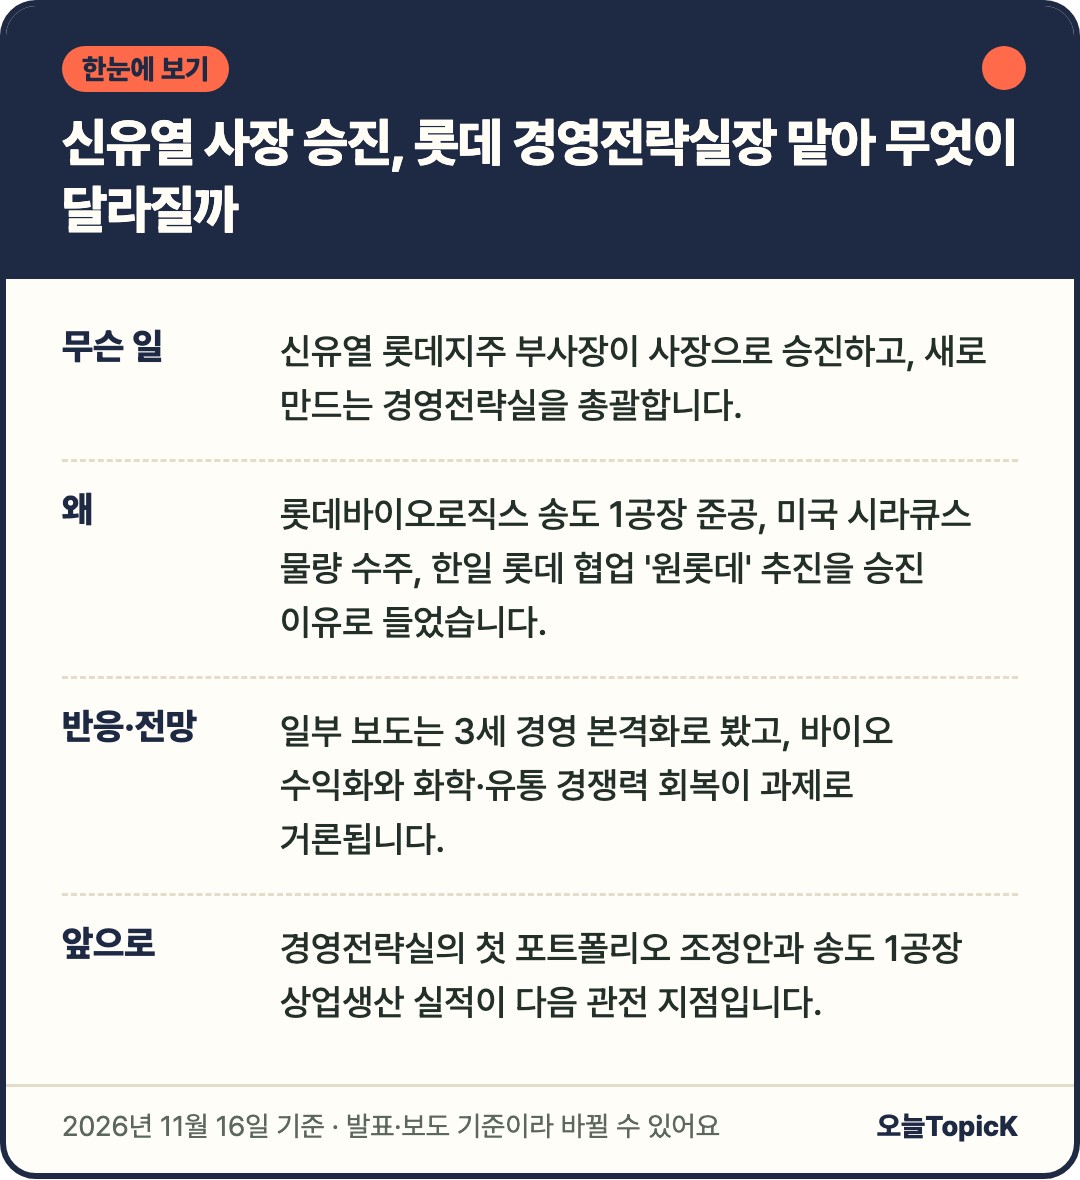 한눈에 보기
신유열 사장 승진, 롯데 경영전략실장 맡아 무엇이
달라질까
무슨 일
신유열 롯데지주 부사장이 사장으로 승진하고, 새로
만드는 경영전략실을 총괄합니다.
왜
롯데바이오로직스 송도 1공장 준공, 미국 시라큐스
물량 수주, 한일 롯데 협업 '원롯데' 추진을 승진
이유로 들었습니다.
반응·전망
일부 보도는 3세 경영 본격화로 봤고, 바이오
수익화와 화학·유통 경쟁력 회복이 과제로
거론됩니다.
앞으로
경영전략실의 첫 포트폴리오 조정안과 송도 1공장
상업생산 실적이 다음 관전 지점입니다.
2026년 11월 16일 기준 · 발표·보도 기준이라 바뀔 수 있어요
오늘TopicK